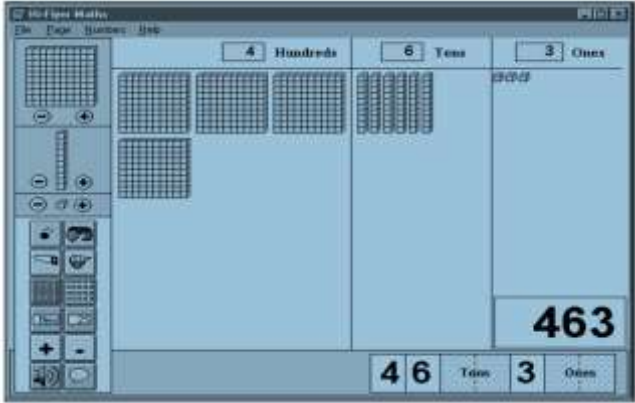 Hi-Flyer Maths
File Page Numbers Help
4 Hundreds 6 Tens 3 Ones
463
4 6 Tens 3 Ones
+ -